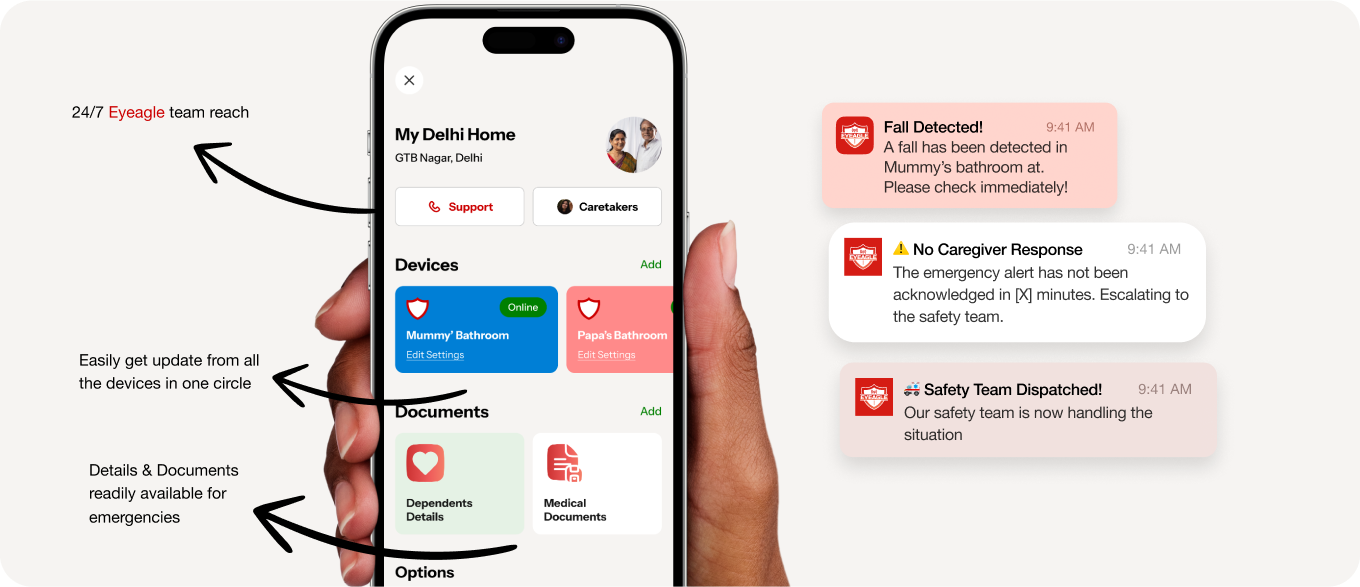 24/7 Eyeagle team reach
Easily get update from all
the devices in one circle
Details & Documents
readily available for
emergencies
My Delhi Home
GTB Nagar, Delhi
Support
Caretakers
Devices
Add
Online
Mummy' Bathroom
Edit Settings
Papa's Bathroom
Edit Settings
Documents
Add
Dependents
Details
Medical
Documents
Options
EYEAGLE
Fall Detected!
9:41 AM
A fall has been detected in
Mummy’s bathroom at.
Please check immediately!
EYEAGLE
⚠️ No Caregiver Response
9:41 AM
The emergency alert has not been
acknowledged in [X] minutes. Escalating to
the safety team.
EYEAGLE
🚑 Safety Team Dispatched!
9:41 AM
Our safety team is now handling the
situation